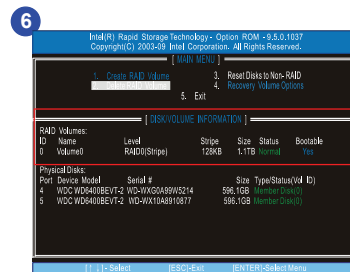 6
Intel(R) Rapid Storage Technology - Option ROM - 9.5.0.1037
Copyright(C) 2003-09 Intel Corporation. All Rights Reserved.
[ MAIN MENU ]
1. Create RAID Volume 3. Reset Disks to Non- RAID
2. Delete RAID Volume 4. Recovery Volume Options
5. Exit
[ DISK/VOLUME INFORMATION ]
RAID Volumes:
ID Name Level Stripe Size Status Bootable
0 Volume0 RAID0(Stripe) 128KB 1.1TB Normal Yes
Physical Disks:
Port Device Model Serial # Size Type/Status(Vol ID)
4 WDC WD6400BEVT-2 WD-WXG0A99W5214 596.1GB Member Disk(0)
5 WDC WD6400BEVT-2 WD-WX10A8910877 596.1GB Member Disk(0)
[↑↓]- Select [ESC]-Exit [ENTER]-Select Menu